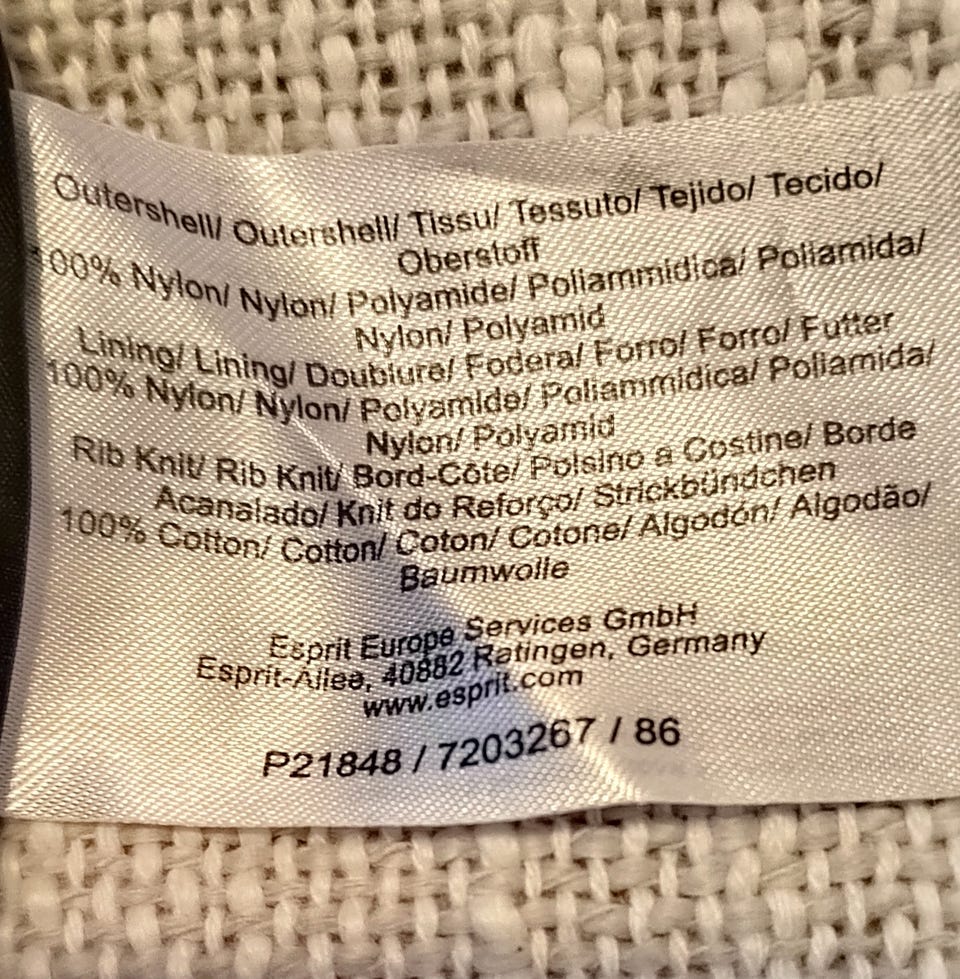 Outershell/ Outershell/ Tissu/ Tessuto/ Tejido/ Tecido/
Oberstoff
100% Nylon/ Nylon/ Polyamide/ Poliammidica/ Poliamida/
Nylon/ Polyamid
Lining/ Lining/ Doublure/ Fodera/ Forro/ Forro/ Futter
100% Nylon/ Nylon/ Polyamide/ Poliammidica/ Poliamida/
Nylon/ Polyamid
Rib Knit/ Rib Knit/ Bord-Côte/ Polsino a Costine/ Borde
Acanalado/ Knit do Reforço/ Strickbündchen
100% Cotton/ Cotton/ Coton/ Cotone/ Algodón/ Algodão/
Baumwolle
Esprit Europe Services GmbH
Esprit-Allee, 40882 Ratingen, Germany
www.esprit.com
P21848 / 7203267 / 86